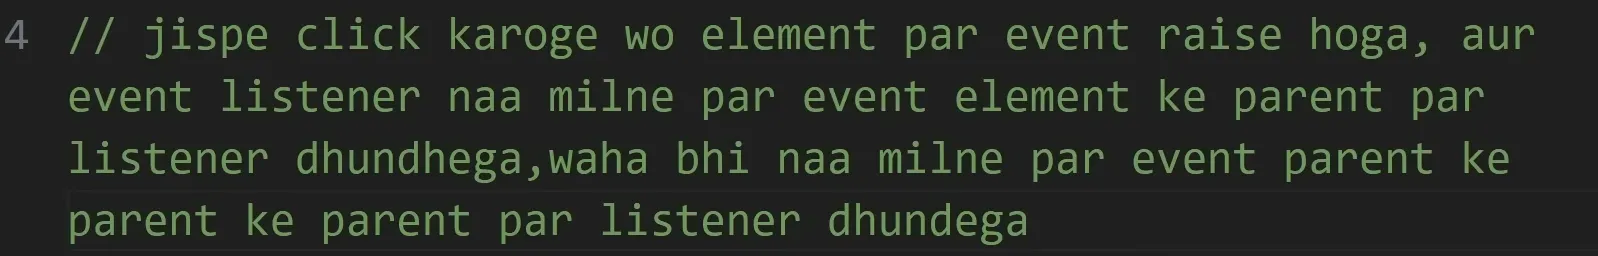 4 // jispe click karoge wo element par event raise hoga, aur
event listener naa milne par event element ke parent par
listener dhundhega,waha bhi naa milne par event parent ke
parent ke parent par listener dhundega